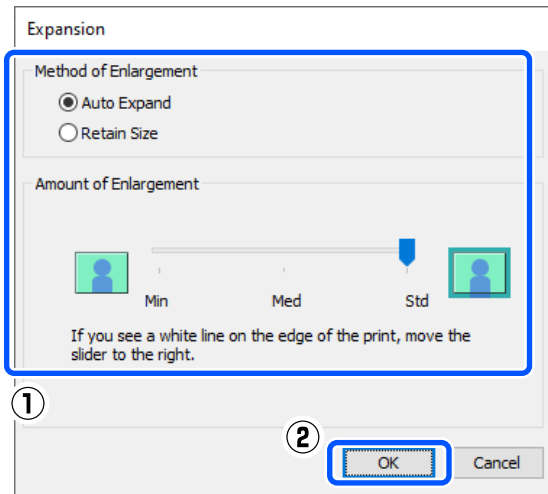 Expansion
Method of Enlargement
Auto Expand
Retain Size
Amount of Enlargement
Min Med Std
If you see a white line on the edge of the print, move the
slider to the right.
①
②
OK Cancel